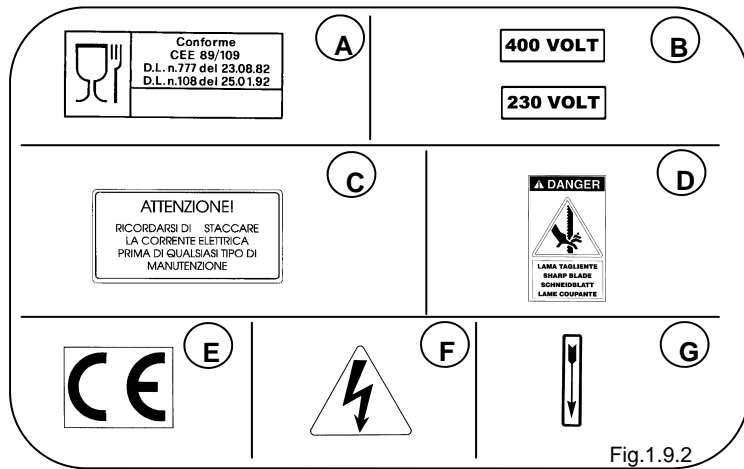 Conforme
CEE 89/109
D.L. n.777 del 23.08.82
D.L. n.108 del 25.01.92
A
400 VOLT
230 VOLT
B
ATTENZIONE!
RICORDARSI DI STACCARE
LA CORRENTE ELETTRICA
PRIMA DI QUALSIASI TIPO DI
MANUTENZIONE
C
DANGER
LAMA TAGLIENTE
SHARP BLADE
SCHNEIDBLATT
LAME COUPANTE
D
CE
E
F
G
Fig.1.9.2